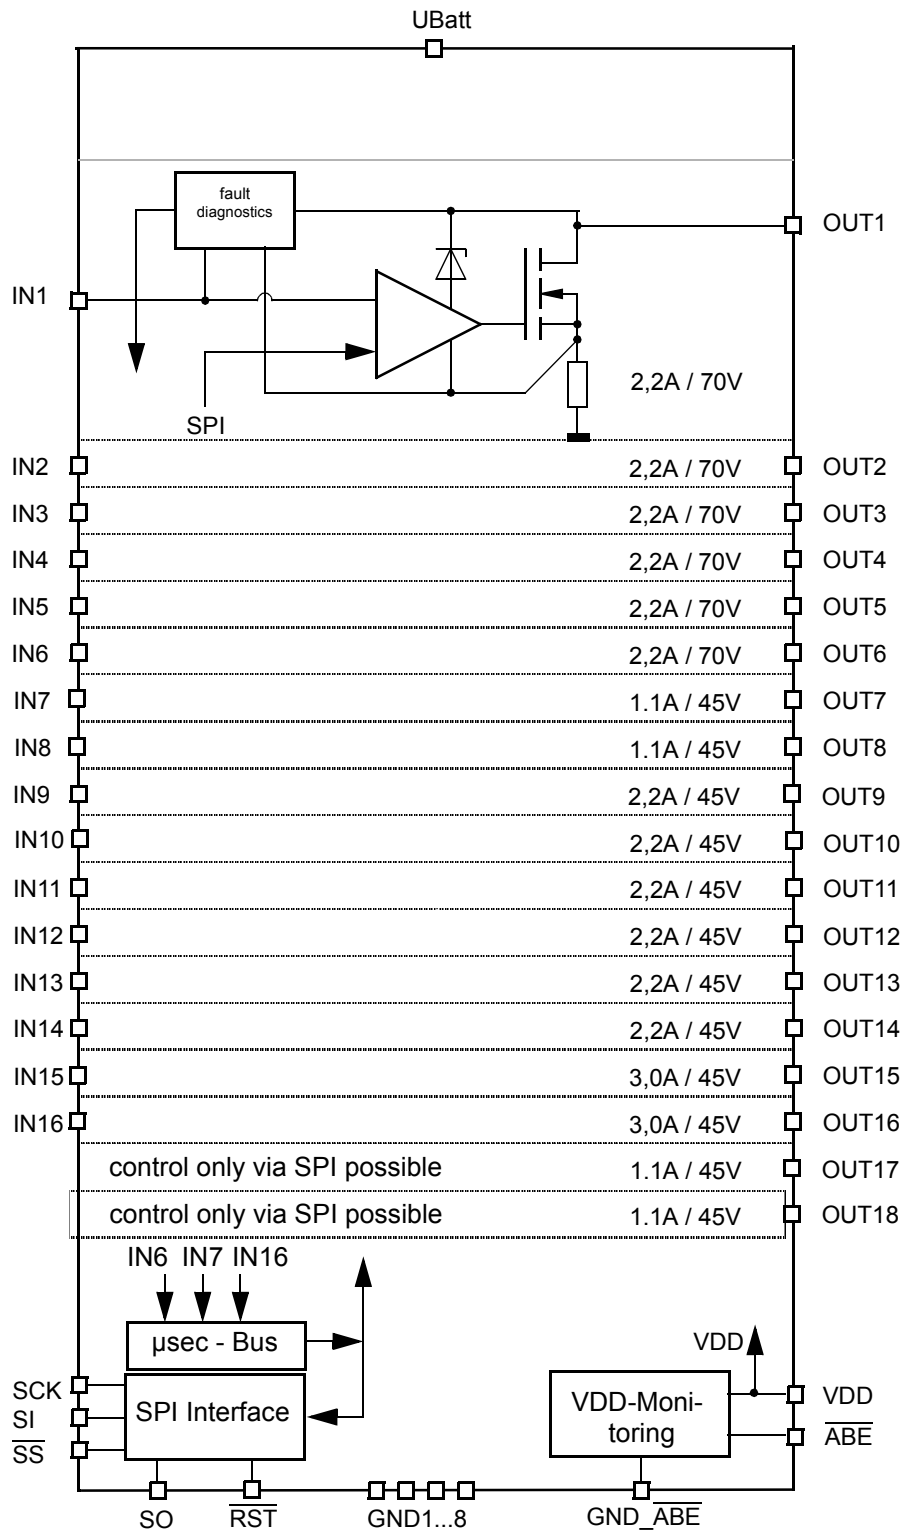 UBatt
fault
diagnostics
OUT1
IN1
2,2A / 70V
SPI
IN2 2,2A / 70V OUT2
IN3 2,2A / 70V OUT3
IN4 2,2A / 70V OUT4
IN5 2,2A / 70V OUT5
IN6 2,2A / 70V OUT6
IN7 1.1A / 45V OUT7
IN8 1.1A / 45V OUT8
IN9 2,2A / 45V OUT9
IN10 2,2A / 45V OUT10
IN11 2,2A / 45V OUT11
IN12 2,2A / 45V OUT12
IN13 2,2A / 45V OUT13
IN14 2,2A / 45V OUT14
IN15 3,0A / 45V OUT15
IN16 3,0A / 45V OUT16
control only via SPI possible 1.1A / 45V OUT17
control only via SPI possible 1.1A / 45V OUT18
IN6 IN7 IN16
µsec - Bus
VDD
SCK
SI
SS
SPI Interface
VDD-Moni-
toring
VDD
ABE
SO RST GND1...8 GND_ABE